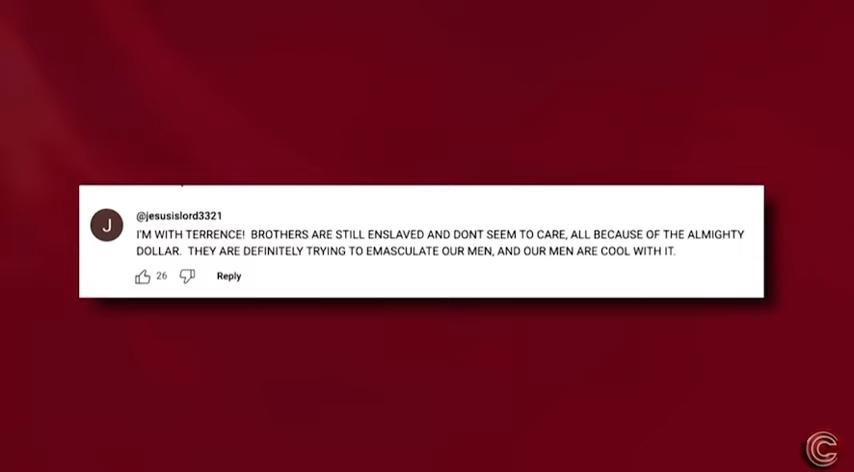 J
@jesusislord3321
I'M WITH TERRENCE! BROTHERS ARE STILL ENSLAVED AND DONT SEEM TO CARE, ALL BECAUSE OF THE ALMIGHTY
DOLLAR. THEY ARE DEFINITELY TRYING TO EMASCULATE OUR MEN, AND OUR MEN ARE COOL WITH IT.
26 Reply
C